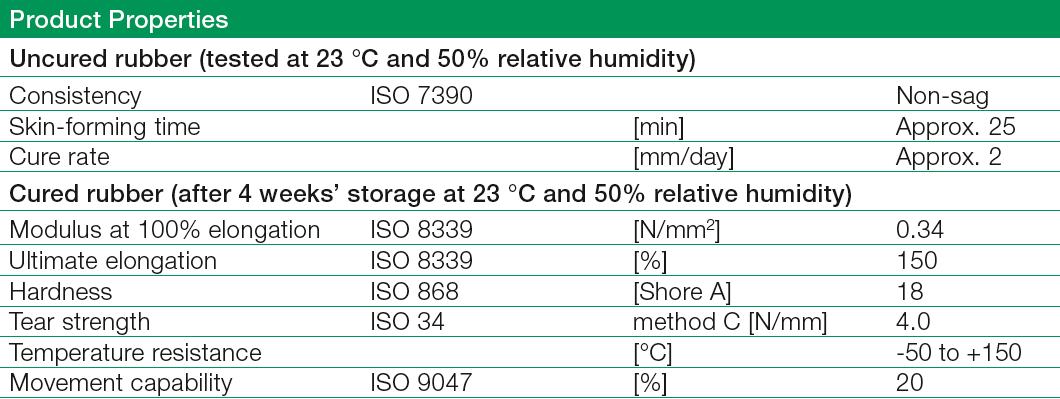 Product Properties
Uncured rubber (tested at 23 °C and 50% relative humidity)
Consistency ISO 7390 Non-sag
Skin-forming time [min] Approx. 25
Cure rate [mm/day] Approx. 2
Cured rubber (after 4 weeks’ storage at 23 °C and 50% relative humidity)
Modulus at 100% elongation ISO 8339 [N/mm²] 0.34
Ultimate elongation ISO 8339 [%] 150
Hardness ISO 868 [Shore A] 18
Tear strength ISO 34 method C [N/mm] 4.0
Temperature resistance [°C] -50 to +150
Movement capability ISO 9047 [%] 20